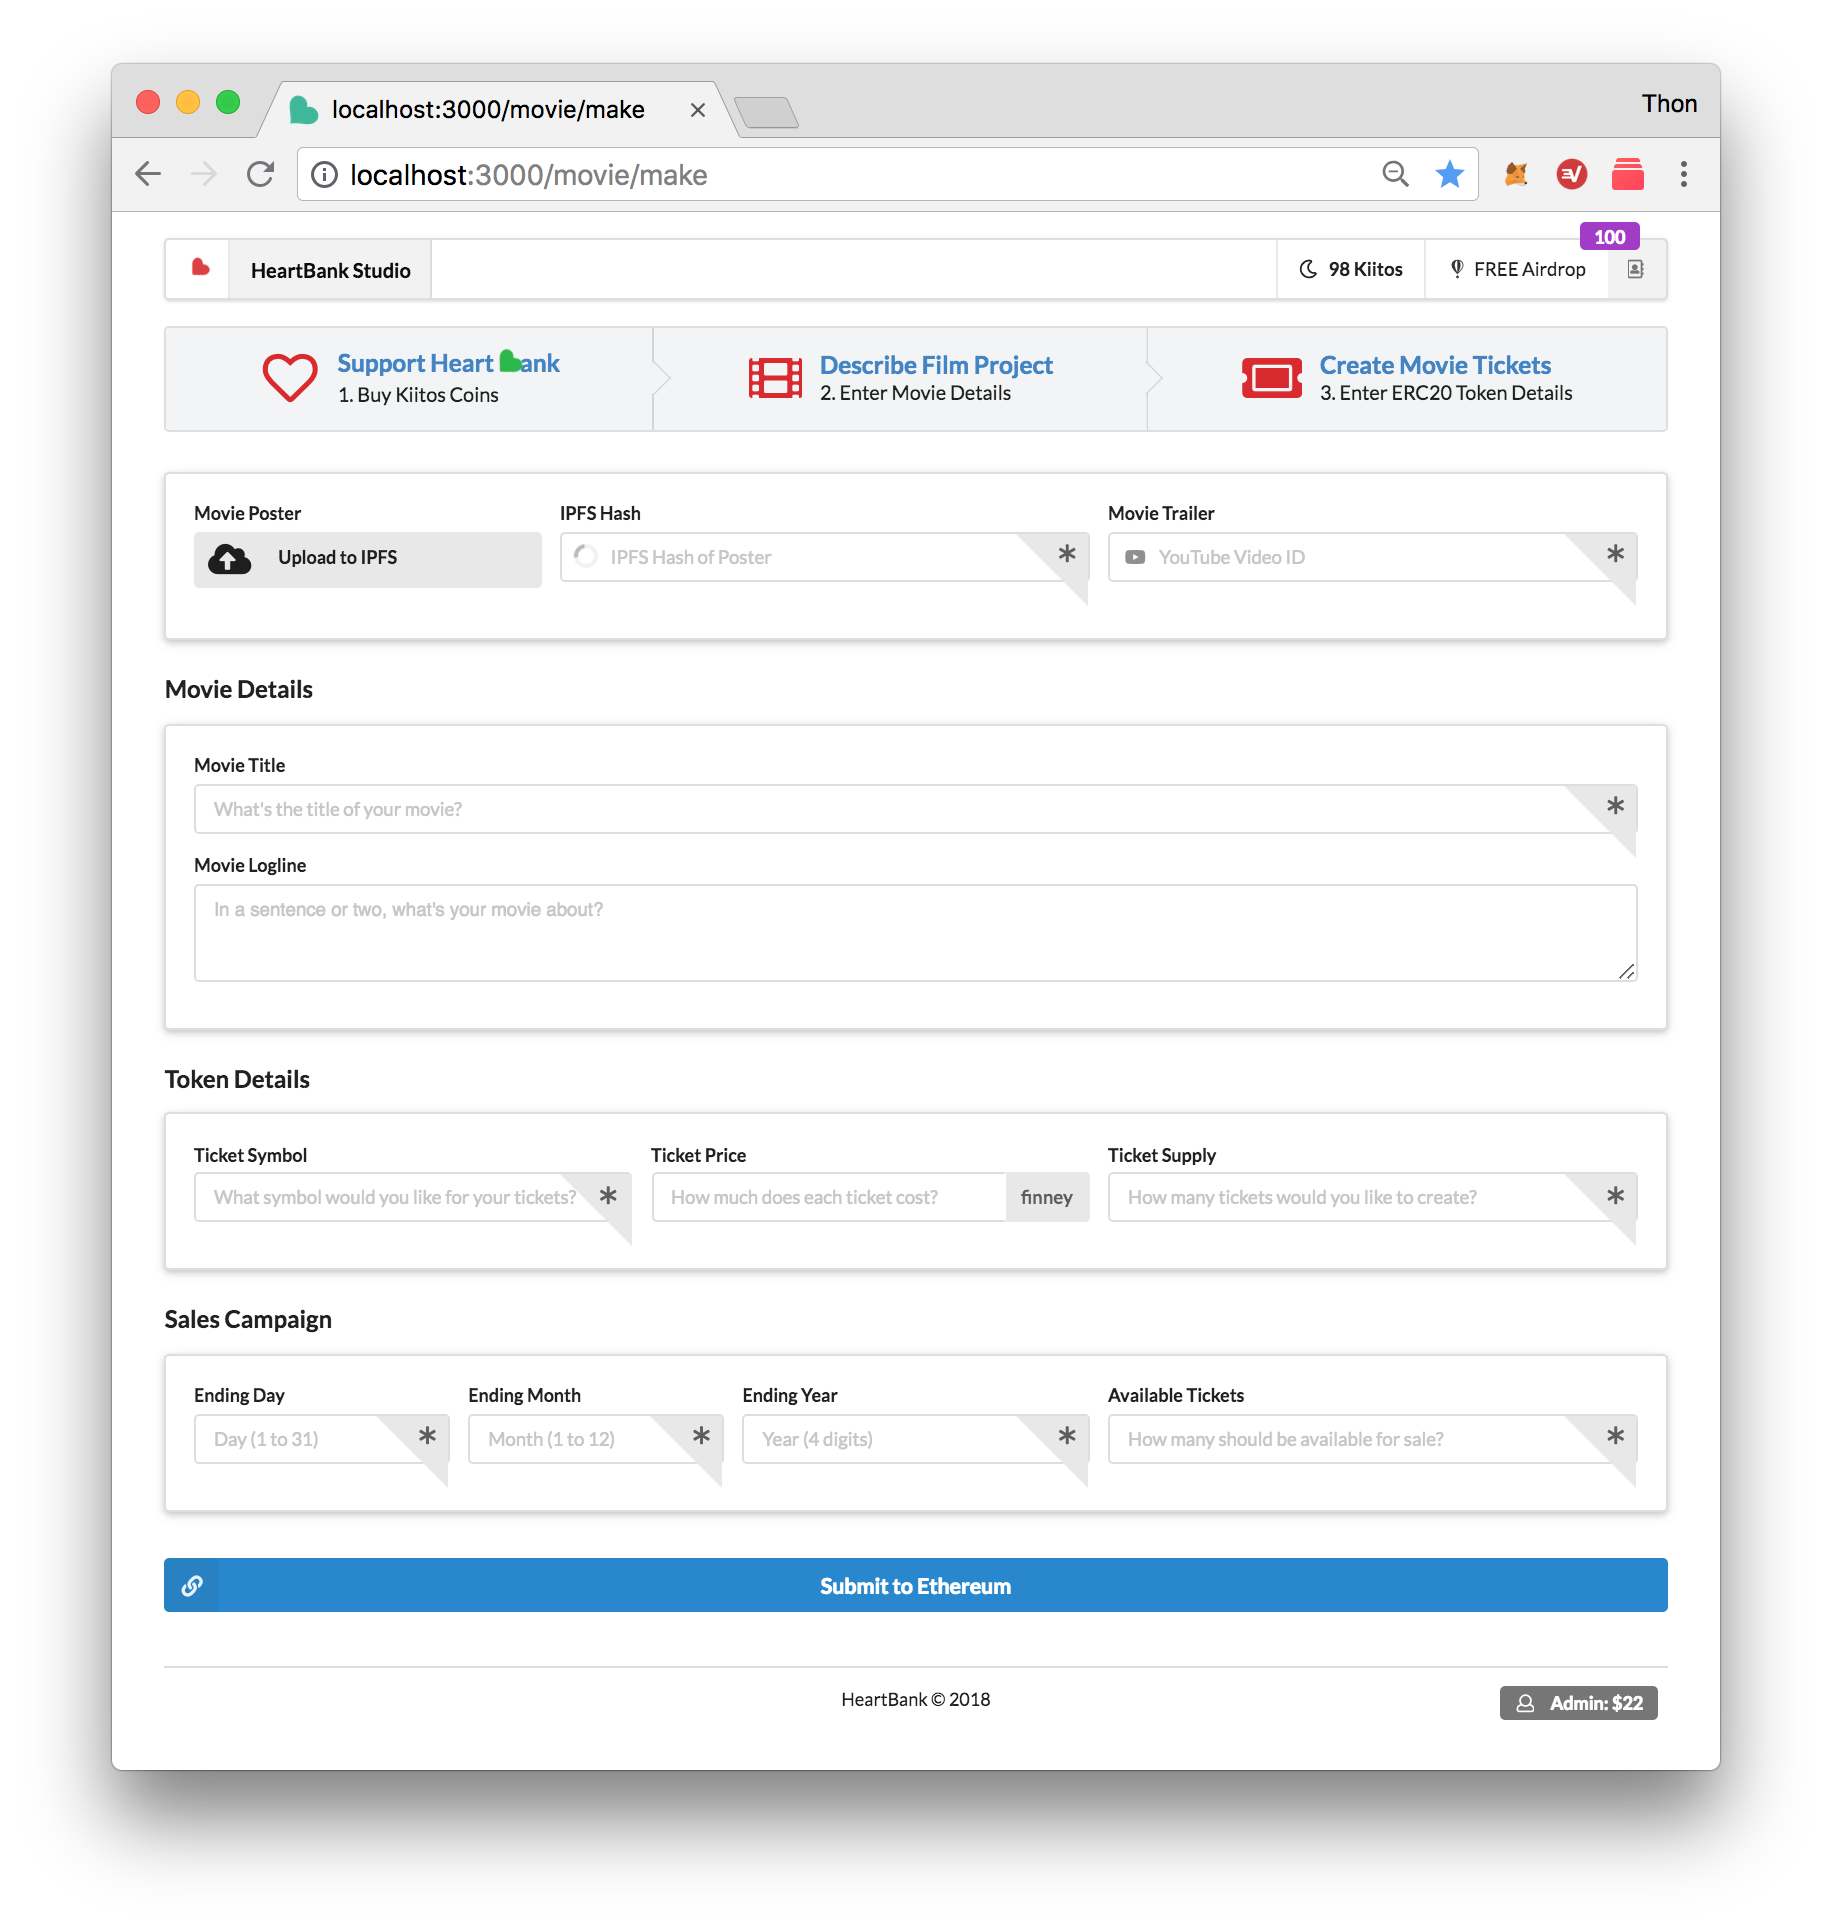 Thon
localhost:3000/movie/make
localhost:3000/movie/make
100
HeartBank Studio
98 Kiitos
FREE Airdrop
Support Heart Bank
1. Buy Kiitos Coins
Describe Film Project
2. Enter Movie Details
Create Movie Tickets
3. Enter ERC20 Token Details
Movie Poster
IPFS Hash
Movie Trailer
Upload to IPFS
IPFS Hash of Poster
*
YouTube Video ID
*
Movie Details
Movie Title
What's the title of your movie?
*
Movie Logline
In a sentence or two, what's your movie about?
Token Details
Ticket Symbol
Ticket Price
Ticket Supply
What symbol would you like for your tickets?
*
How much does each ticket cost?
finney
How many tickets would you like to create?
*
Sales Campaign
Ending Day
Ending Month
Ending Year
Available Tickets
Day (1 to 31)
*
Month (1 to 12)
*
Year (4 digits)
*
How many should be available for sale?
*
Submit to Ethereum
HeartBank © 2018
Admin: $22